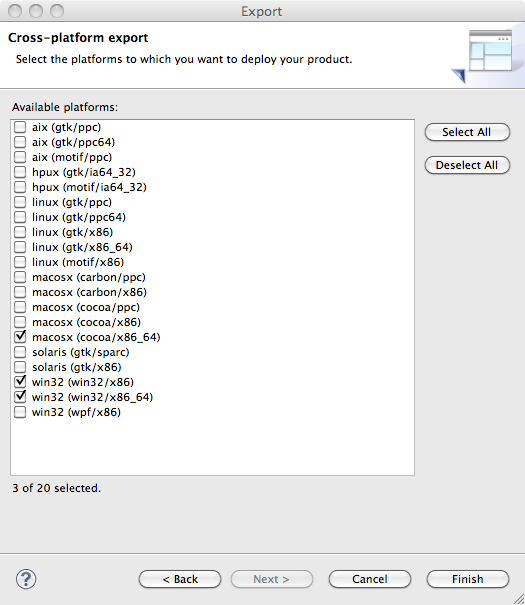 Export
Cross-platform export
Select the platforms to which you want to deploy your product.
Available platforms:
aix (gtk/ppc)
aix (gtk/ppc64)
aix (motif/ppc)
hpux (gtk/ia64_32)
hpux (motif/ia64_32)
linux (gtk/ppc)
linux (gtk/ppc64)
linux (gtk/x86)
linux (gtk/x86_64)
linux (motif/x86)
macosx (carbon/ppc)
macosx (carbon/x86)
macosx (cocoa/ppc)
macosx (cocoa/x86)
macosx (cocoa/x86_64)
solaris (gtk/sparc)
solaris (gtk/x86)
win32 (win32/x86)
win32 (win32/x86_64)
win32 (wpf/x86)
Select All
Deselect All
3 of 20 selected.
?
< Back
Next >
Cancel
Finish